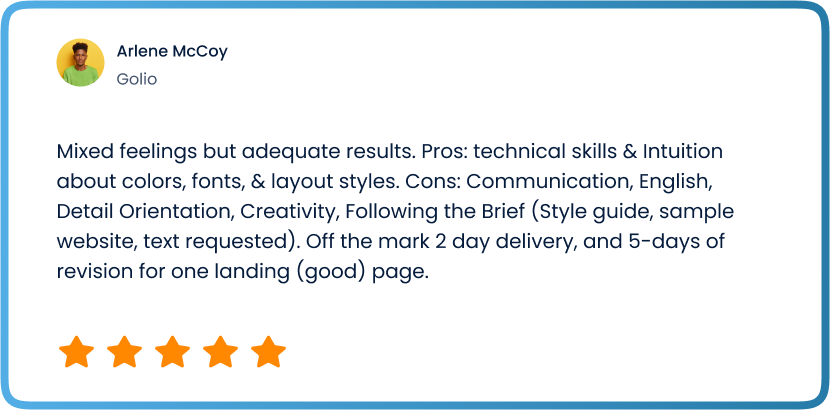 Arlene McCoy
Golio
Mixed feelings but adequate results. Pros: technical skills & Intuition
about colors, fonts, & layout styles. Cons: Communication, English,
Detail Orientation, Creativity, Following the Brief (Style guide, sample
website, text requested). Off the mark 2 day delivery, and 5-days of
revision for one landing (good) page.